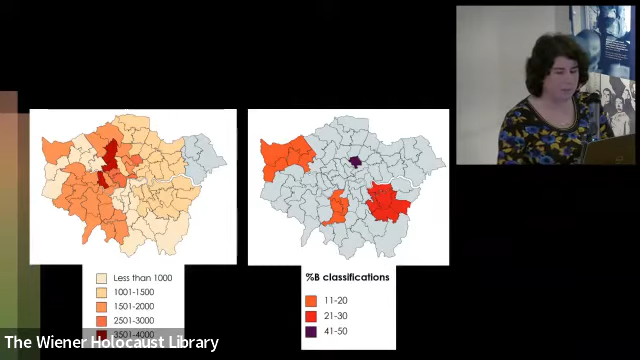 Less than 1000
1001-1500
1501-2000
2501-3000
3501-4000
%B classifications
11-20
21-30
41-50
The Wiener Holocaust Library